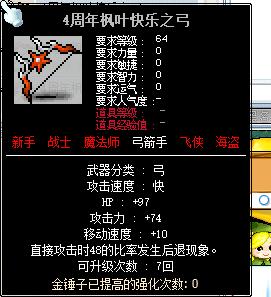 4周年枫叶快乐之弓
要求等级： 64
要求力量： 0
要求敏捷： 0
要求智力： 0
要求运气： 0
要求人气度： -
道具等级： -
道具经验值： -
新手 战士 魔法师 弓箭手 飞侠 海盗
武器分类 : 弓
攻击速度 : 快
HP : +97
攻击力 : +74
移动速度 : +10
直接攻击时48的比率发生后退现象。
可升级次数 : 7回
金锤子已提高的强化次数: 0